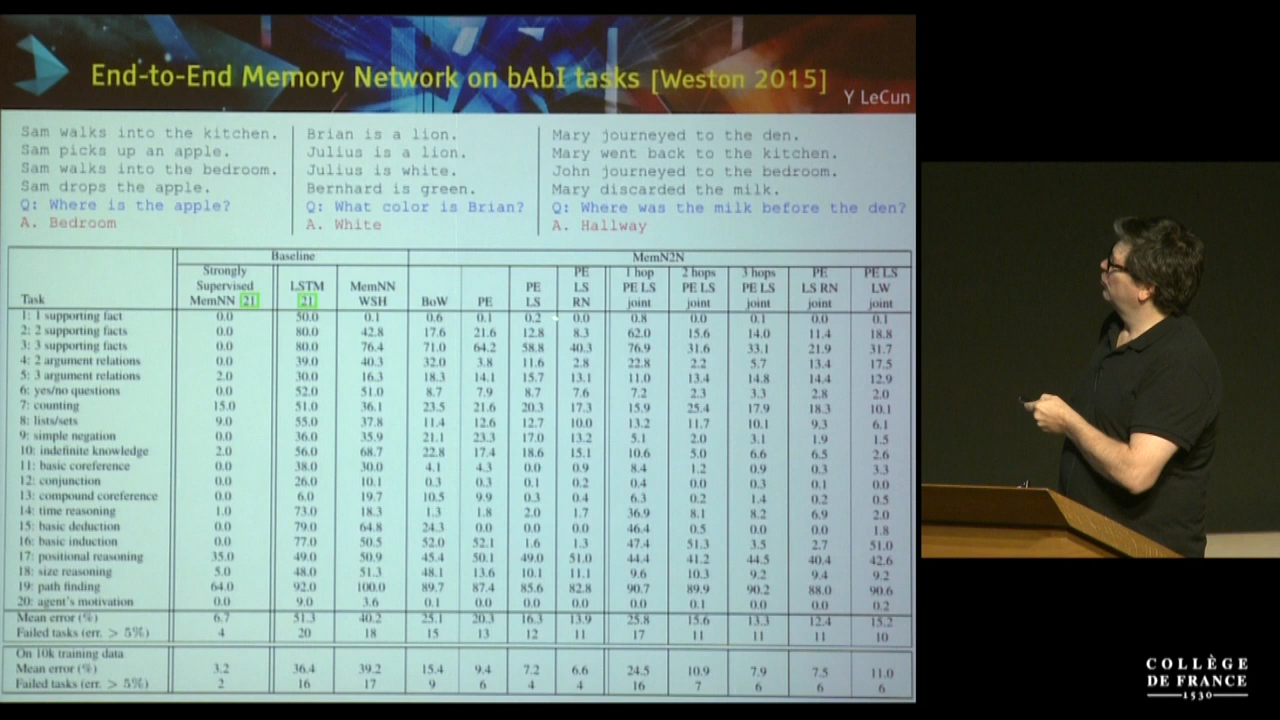 End-to-End Memory Network on bAbI tasks [Weston 2015]
Y LeCun
Sam walks into the kitchen.
Sam picks up an apple.
Sam walks into the bedroom.
Sam drops the apple.
Q: Where is the apple?
A. Bedroom
Brian is a lion.
Julius is a lion.
Julius is white.
Bernhard is green.
Q: What color is Brian?
A. White
Mary journeyed to the den.
Mary went back to the kitchen.
John journeyed to the bedroom.
Mary discarded the milk.
Q: Where was the milk before the den?
A. Hallway
Baseline MemN2N
Strongly PE 1 hop 2 hops 3 hops PE PE LS
Supervised LSTM MemNN PE LS PE LS PE LS PE LS LS RN LW
Task MemNN [21] [21] WSH BoW PE LS RN joint joint joint joint joint
1: 1 supporting fact 0.0 50.0 0.1 0.6 0.1 0.2 0.0 0.8 0.0 0.1 0.0 0.1
2: 2 supporting facts 0.0 80.0 42.8 17.6 21.6 12.8 8.3 62.0 15.6 14.0 11.4 18.8
3: 3 supporting facts 0.0 80.0 76.4 71.0 64.2 58.8 40.3 76.9 31.6 33.1 21.9 31.7
4: 2 argument relations 0.0 39.0 40.3 32.0 3.8 11.6 2.8 22.8 2.2 5.7 13.4 17.5
5: 3 argument relations 2.0 30.0 16.3 18.3 14.1 15.7 13.1 11.0 13.4 14.8 14.4 12.9
6: yes/no questions 0.0 52.0 51.0 8.7 7.9 8.7 7.6 7.2 2.3 3.3 2.8 2.0
7: counting 15.0 51.0 36.1 23.5 21.6 20.3 17.3 15.9 25.4 17.9 18.3 10.1
8: lists/sets 9.0 55.0 37.8 11.4 12.6 12.7 10.0 13.2 11.7 10.1 9.3 6.1
9: simple negation 0.0 36.0 35.9 21.1 23.3 17.0 13.2 5.1 2.0 3.1 1.9 1.5
10: indefinite knowledge 2.0 56.0 68.7 22.8 17.4 18.6 15.1 10.6 5.0 6.6 6.5 2.6
11: basic coreference 0.0 38.0 30.0 4.1 4.3 0.0 0.9 8.4 1.2 0.9 0.3 3.3
12: conjunction 0.0 26.0 10.1 0.3 0.3 0.1 0.2 0.4 0.0 0.3 0.1 0.0
13: compound coreference 0.0 6.0 19.7 10.5 9.9 0.3 0.4 6.3 0.2 1.4 0.2 0.5
14: time reasoning 1.0 73.0 18.3 1.3 1.8 2.0 1.7 36.9 8.1 8.2 6.9 2.0
15: basic deduction 0.0 79.0 64.8 24.3 0.0 0.0 0.0 46.4 0.5 0.0 0.0 1.8
16: basic induction 0.0 77.0 50.5 52.0 52.1 1.6 1.3 47.4 51.3 3.5 2.7 51.0
17: positional reasoning 35.0 49.0 50.9 45.4 50.1 49.0 51.0 44.4 41.2 44.5 40.4 42.6
18: size reasoning 5.0 48.0 51.3 48.1 13.6 10.1 11.1 9.6 10.3 9.2 9.4 9.2
19: path finding 64.0 92.0 100.0 89.7 87.4 85.6 82.8 90.7 89.9 90.2 88.0 90.6
20: agent's motivation 0.0 9.0 3.6 0.1 0.0 0.0 0.0 0.0 0.1 0.0 0.0 0.2
Mean error (%) 6.7 51.3 40.2 25.1 20.3 16.3 13.9 25.8 15.6 13.3 12.4 15.2
Failed tasks (err. > 5%) 4 20 18 15 13 12 11 17 11 11 11 10
On 10k training data
Mean error (%) 3.2 36.4 39.2 15.4 9.4 7.2 6.6 24.5 10.9 7.9 7.5 11.0
Failed tasks (err. > 5%) 2 16 17 9 6 4 4 16 7 6 6 6
COLLÈGE
DE FRANCE
1530